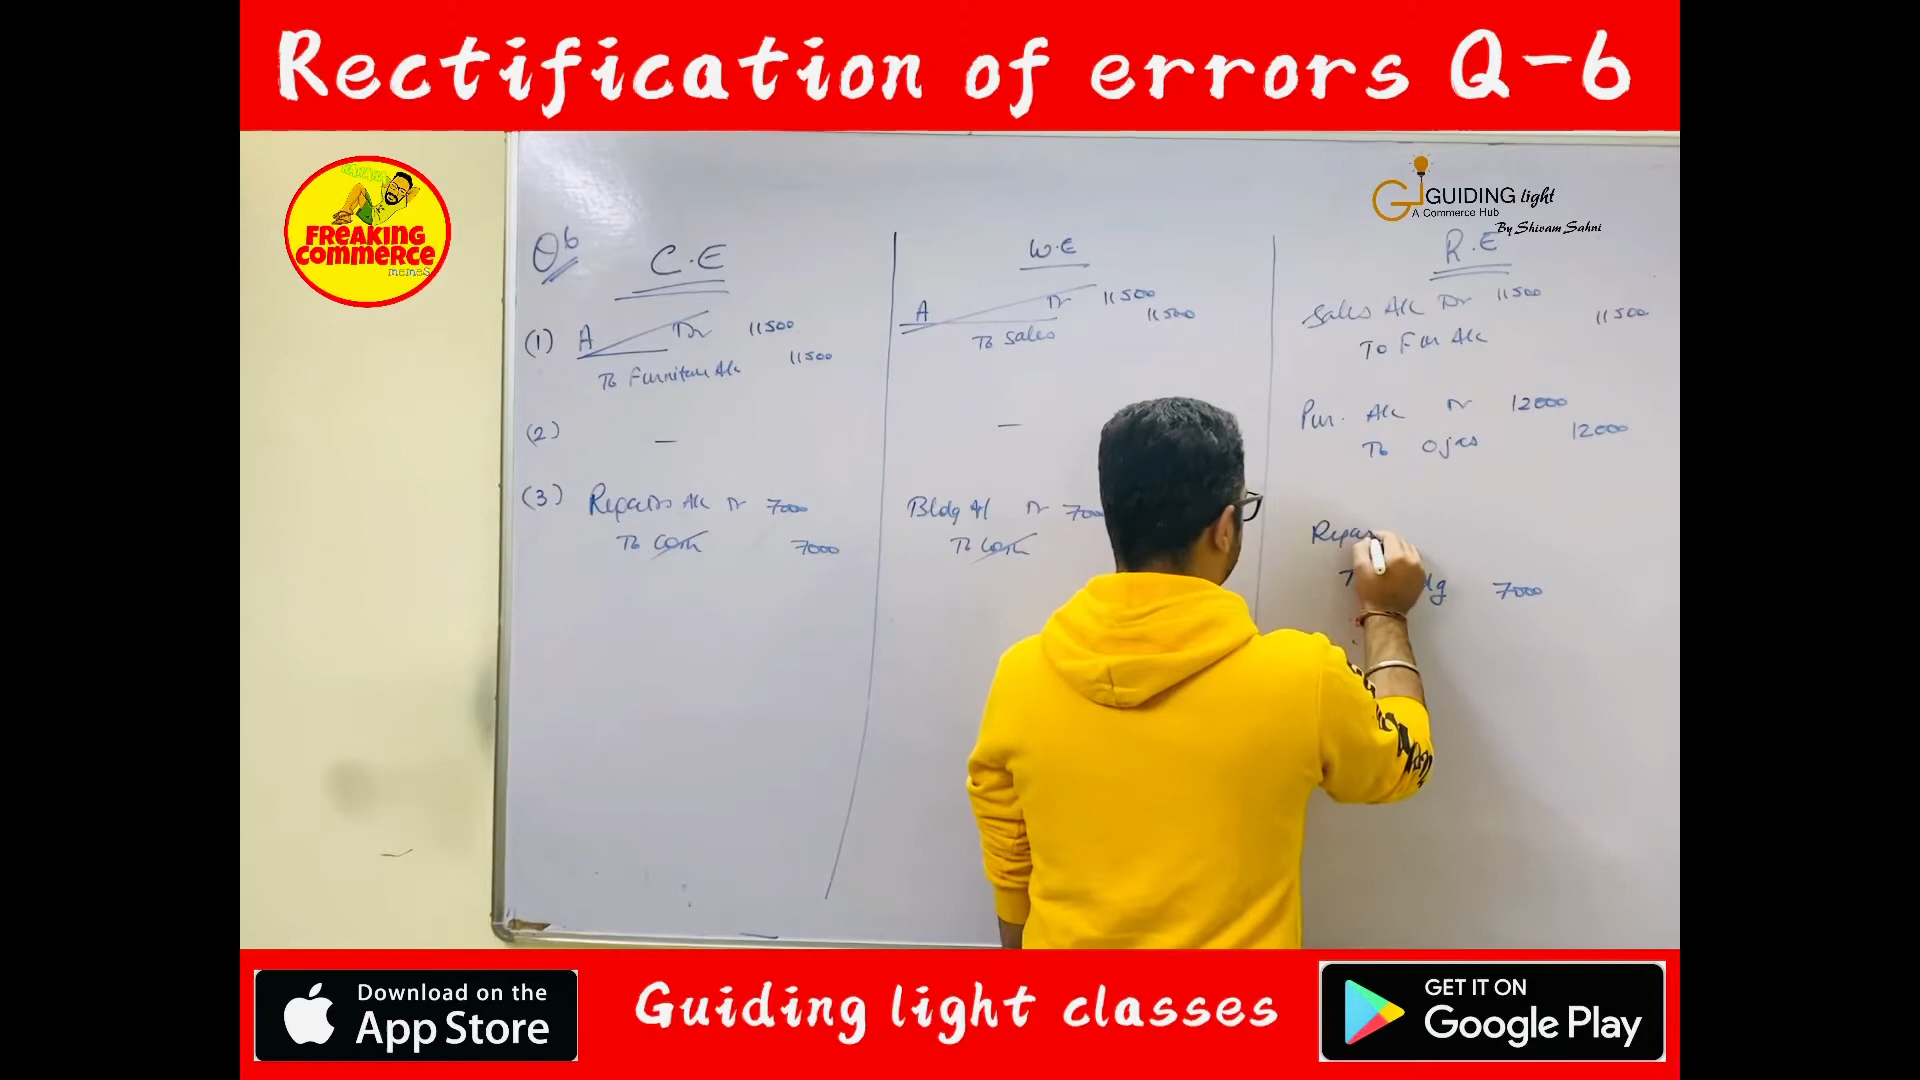 Rectification of errors Q-6
HAHAHA
FREAKING
COMMERCE
memes
GUIDING light
A Commerce Hub
By Shivam Sahni
Q6
C.E
W.E
R.E
(1) A Dr 11500
To Furniture A/c 11500
A Dr 11500
To Sales 11500
Sales A/c Dr 11500
To Fur A/c 11500
(2) —
—
Pur. A/c Dr 12000
To Ojas 12000
(3) Repairs A/c Dr 7000
To Cash 7000
Bldg A/c Dr 7000
To Cash
Repa
7000
Download on the
App Store
Guiding light classes
GET IT ON
Google Play